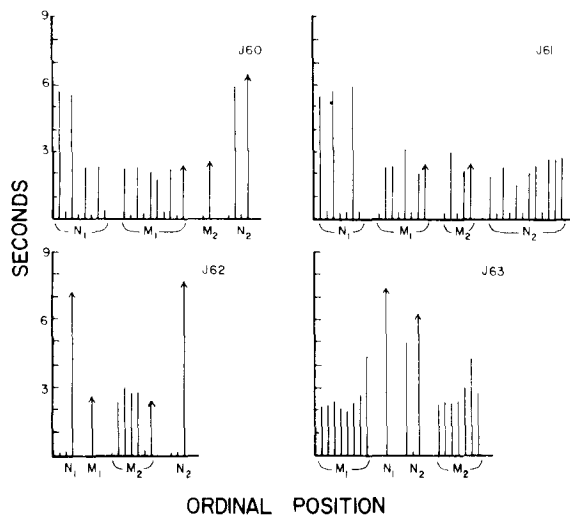 9
6
3
J60
N1 M1 M2 N2
J61
N1 M1 M2 N2
SECONDS
9
6
3
J62
N1 M1 M2 N2
J63
M1 N1 N2 M2
ORDINAL POSITION